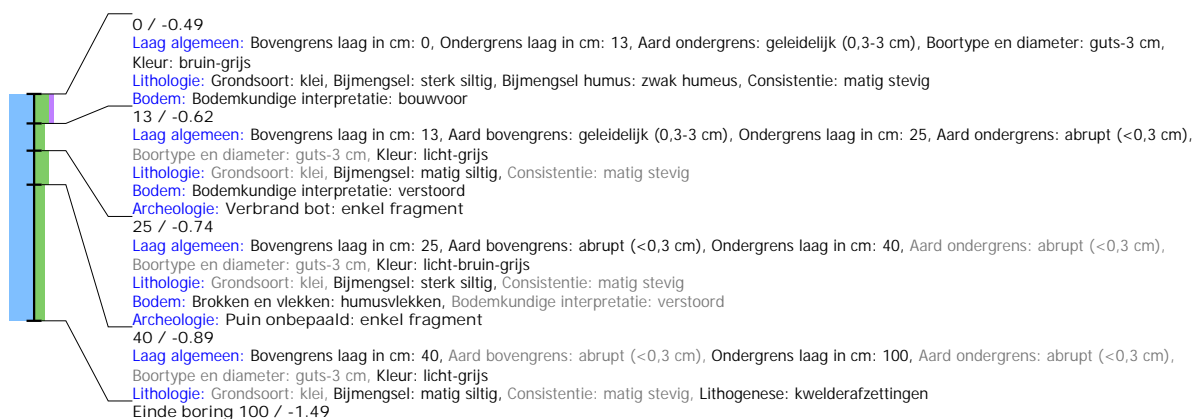 0 / -0.49
Laag algemeen: Bovengrens laag in cm: 0, Ondergrens laag in cm: 13, Aard ondergrens: geleidelijk (0,3-3 cm), Boortype en diameter: guts-3 cm,
Kleur: bruin-grijs
Lithologie: Grondsoort: klei, Bijmengsel: sterk siltig, Bijmengsel humus: zwak humeus, Consistentie: matig stevig
Bodem: Bodemkundige interpretatie: bouwvoor
13 / -0.62
Laag algemeen: Bovengrens laag in cm: 13, Aard bovengrens: geleidelijk (0,3-3 cm), Ondergrens laag in cm: 25, Aard ondergrens: abrupt (<0,3 cm),
Boortype en diameter: guts-3 cm, Kleur: licht-grijs
Lithologie: Grondsoort: klei, Bijmengsel: matig siltig, Consistentie: matig stevig
Bodem: Bodemkundige interpretatie: verstoord
Archeologie: Verbrand bot: enkel fragment
25 / -0.74
Laag algemeen: Bovengrens laag in cm: 25, Aard bovengrens: abrupt (<0,3 cm), Ondergrens laag in cm: 40, Aard ondergrens: abrupt (<0,3 cm),
Boortype en diameter: guts-3 cm, Kleur: licht-bruin-grijs
Lithologie: Grondsoort: klei, Bijmengsel: sterk siltig, Consistentie: matig stevig
Bodem: Brokken en vlekken: humusvlekken, Bodemkundige interpretatie: verstoord
Archeologie: Puin onbepaald: enkel fragment
40 / -0.89
Laag algemeen: Bovengrens laag in cm: 40, Aard bovengrens: abrupt (<0,3 cm), Ondergrens laag in cm: 100, Aard ondergrens: abrupt (<0,3 cm),
Boortype en diameter: guts-3 cm, Kleur: licht-grijs
Lithologie: Grondsoort: klei, Bijmengsel: matig siltig, Consistentie: matig stevig, Lithogenese: kwelderafzettingen
Einde boring 100 / -1.49